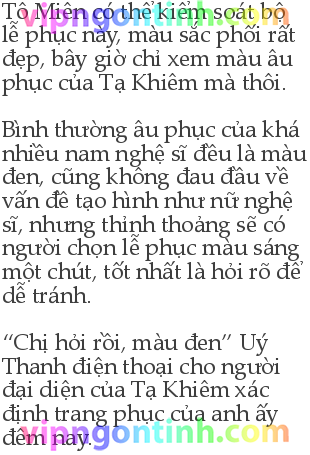 Tô Miên có thể kiểm soát bộ
lễ phục này, màu sắc phối rất
đẹp, bây giờ chỉ xem màu âu
phục của Tạ Khiêm mà thôi.
Bình thường âu phục của khá
nhiều nam nghệ sĩ đều là màu
đen, cũng không đau đầu về
vấn đề tạo hình như nữ nghệ
sĩ, nhưng thỉnh thoảng sẽ có
người chọn lễ phục màu sáng
một chút, tốt nhất là hỏi rõ để
dễ tránh.
“Chị hỏi rồi, màu đen” Uý
Thanh điện thoại cho người
đại diện của Tạ Khiêm xác
định trang phục của anh ấy
đêm nay.
vipngontinh.com
vipngontinh.com